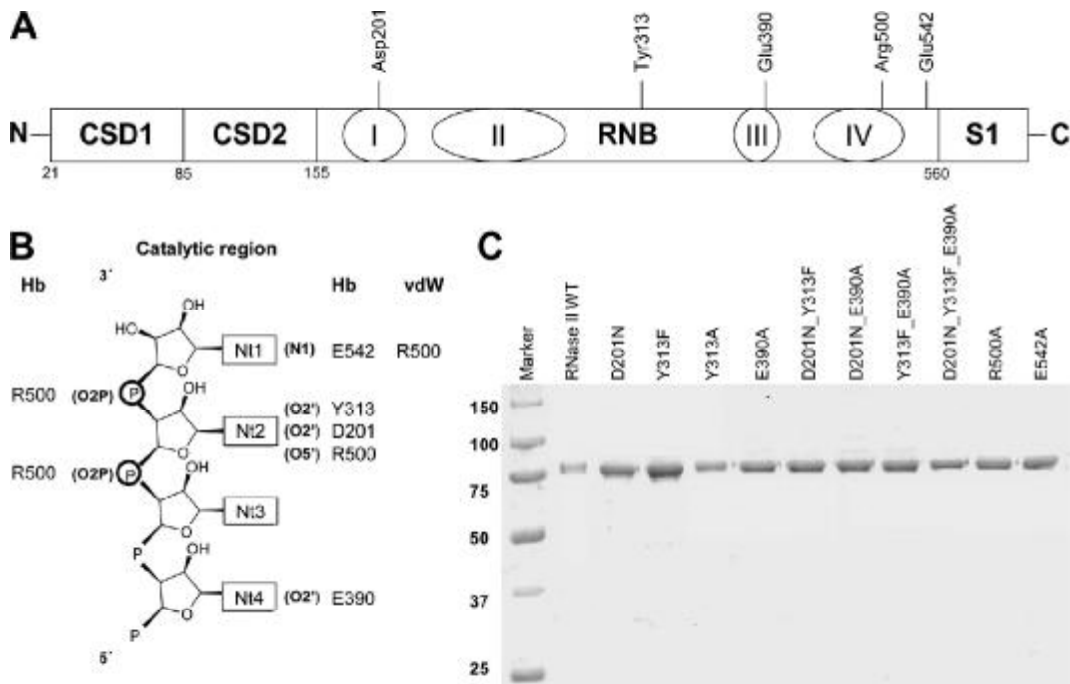 A
Asp201
Tyr313
Glu390
Arg500
Glu542
N CSD1 CSD2 I II RNB III IV S1 C
21 85 155 560
B
Catalytic region
Hb 3´ Hb vdW
OH
HO
O
Nt1 (N1) E542 R500
R500 (O2P) P OH
(O2') Y313
Nt2 (O2') D201
O (O5') R500
R500 (O2P) P OH
Nt3
O
P OH
Nt4 (O2') E390
O
P
5´
C
Marker
RNase II WT
D201N
Y313F
Y313A
E390A
D201N_Y313F
D201N_E390A
Y313F_E390A
D201N_Y313F_E390A
R500A
E542A
150
100
75
50
37
25